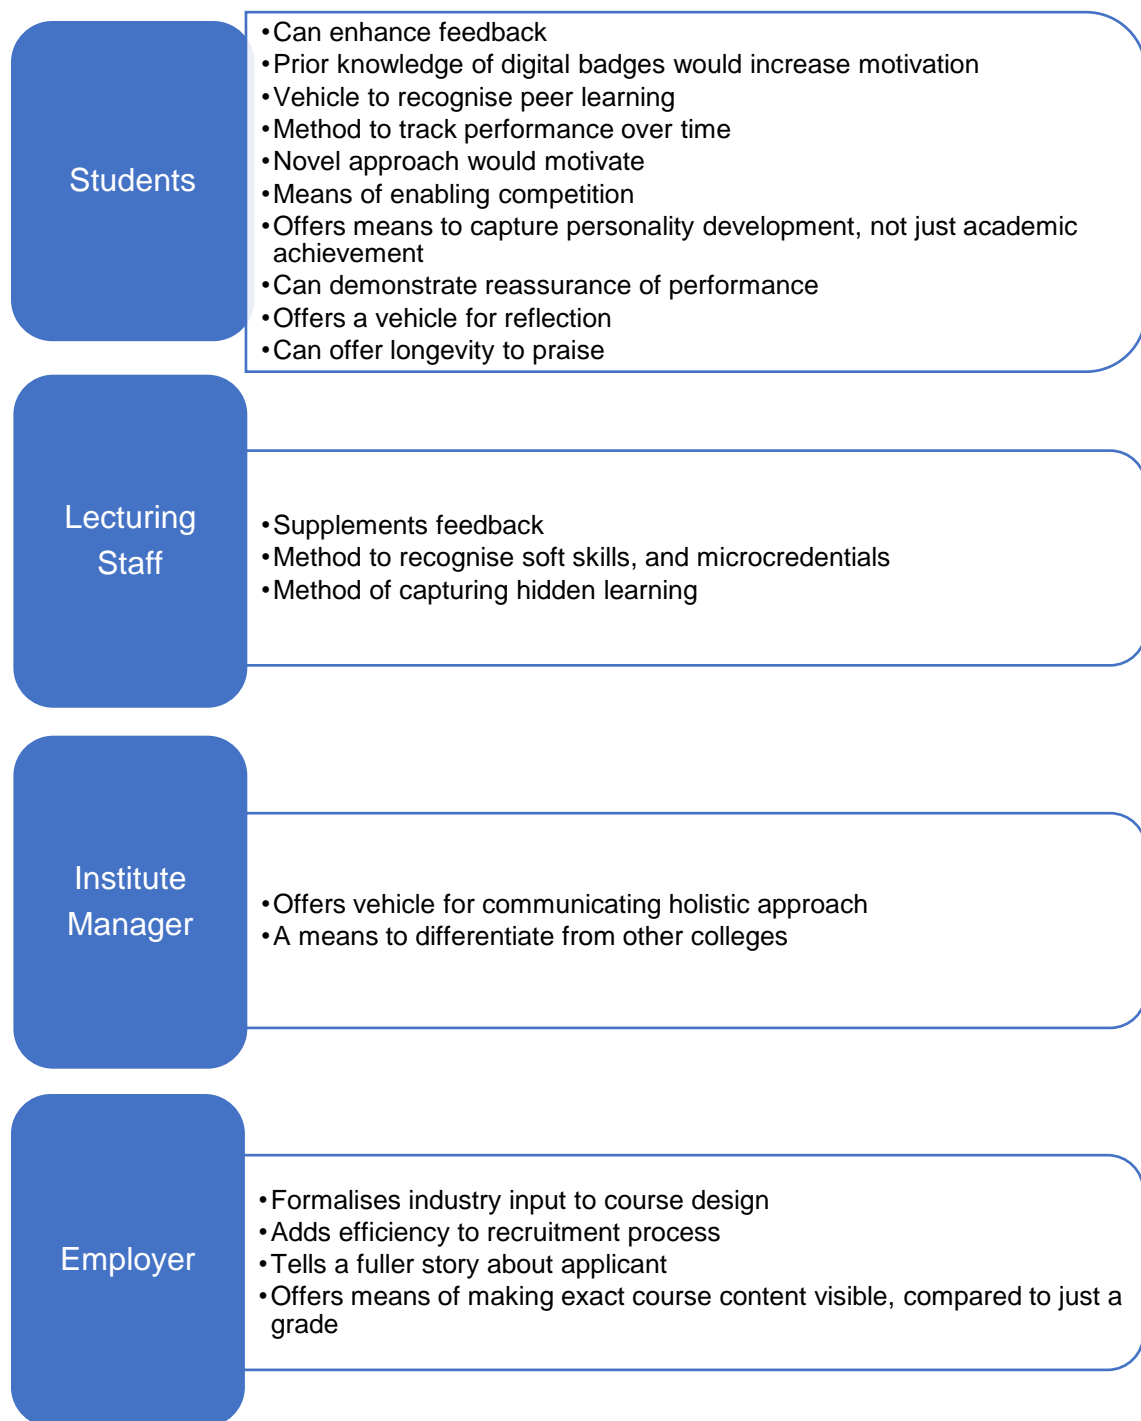 Students
•Can enhance feedback
•Prior knowledge of digital badges would increase motivation
•Vehicle to recognise peer learning
•Method to track performance over time
•Novel approach would motivate
•Means of enabling competition
•Offers means to capture personality development, not just academic
achievement
•Can demonstrate reassurance of performance
•Offers a vehicle for reflection
•Can offer longevity to praise
Lecturing
Staff
•Supplements feedback
•Method to recognise soft skills, and microcredentials
•Method of capturing hidden learning
Institute
Manager
•Offers vehicle for communicating holistic approach
•A means to differentiate from other colleges
Employer
•Formalises industry input to course design
•Adds efficiency to recruitment process
•Tells a fuller story about applicant
•Offers means of making exact course content visible, compared to just a
grade